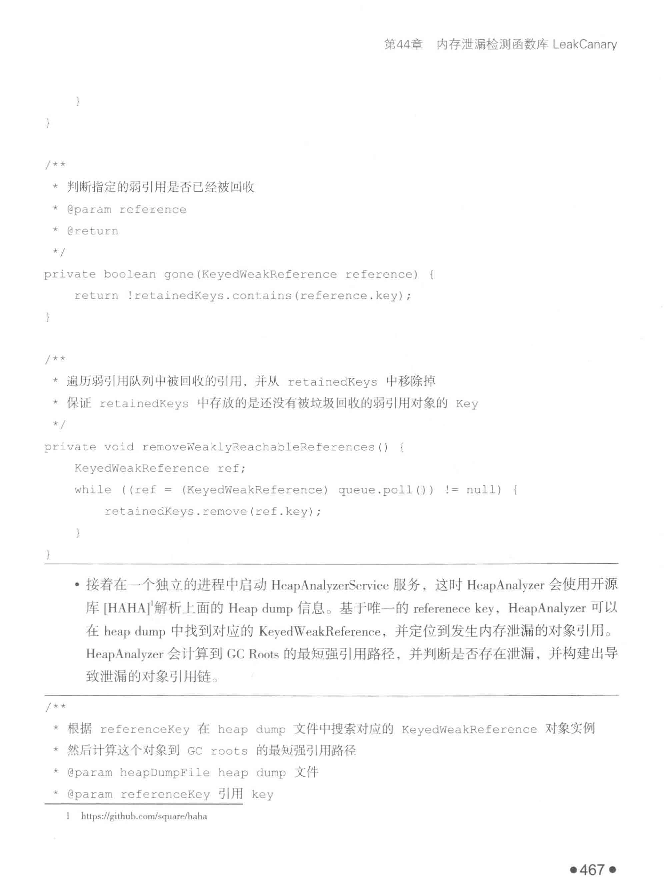 第44章 内存泄漏检测函数库 LeakCanary
}
}
/**
* 判断指定的弱引用是否已经被回收
* @param reference
* @return
*/
private boolean gone(KeyedWeakReference reference) {
return !retainedKeys.contains(reference.key);
}
/**
* 遍历弱引用队列中被回收的引用，并从 retainedKeys 中移除掉
* 保证 retainedKeys 中存放的是还没有被垃圾回收的弱引用对象的 Key
*/
private void removeWeaklyReachableReferences() {
KeyedWeakReference ref;
while ((ref = (KeyedWeakReference) queue.poll()) != null) {
retainedKeys.remove(ref.key);
}
}
• 接着在一个独立的进程中启动 HeapAnalyzerService 服务，这时 HeapAnalyzer 会使用开源
库 [HAHA]1解析上面的 Heap dump 信息。基于唯一的 referenece key，HeapAnalyzer 可以
在 heap dump 中找到对应的 KeyedWeakReference，并定位到发生内存泄漏的对象引用。
HeapAnalyzer 会计算到 GC Roots 的最短强引用路径，并判断是否存在泄漏，并构建出导
致泄漏的对象引用链。
/**
* 根据 referenceKey 在 heap dump 文件中搜索对应的 KeyedWeakReference 对象实例
* 然后计算这个对象到 GC roots 的最短强引用路径
* @param heapDumpFile heap dump 文件
* @param referenceKey 引用 key
1 https://github.com/square/haha
●467●